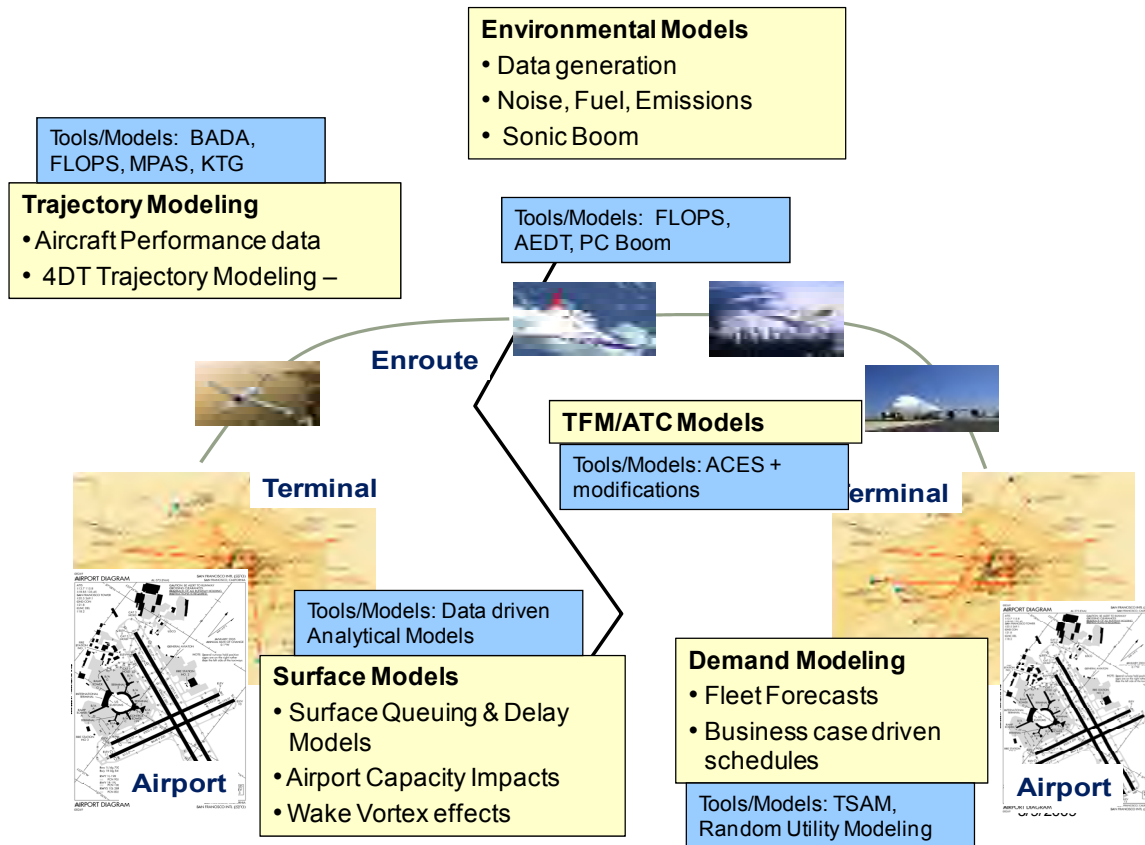 Environmental Models
• Data generation
• Noise, Fuel, Emissions
• Sonic Boom
Tools/Models: BADA,
FLOPS, MPAS, KTG
Trajectory Modeling
• Aircraft Performance data
• 4DT Trajectory Modeling –
Tools/Models: FLOPS,
AEDT, PC Boom
Enroute
TFM/ATC Models
Tools/Models: ACES +
modifications
Terminal
erminal
AIRPORT DIAGRAM
AIRPORT DIAGRAM
Tools/Models: Data driven
Analytical Models
Surface Models
• Surface Queuing & Delay
Models
• Airport Capacity Impacts
• Wake Vortex effects
Demand Modeling
• Fleet Forecasts
• Business case driven
schedules
Tools/Models: TSAM,
Random Utility Modeling
Airport
Airport
AIRPORT DIAGRAM